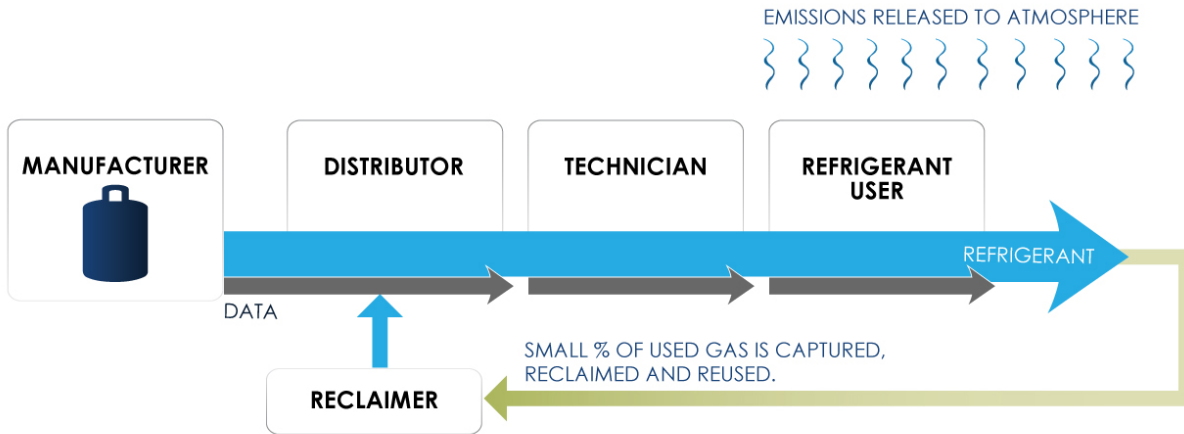 EMISSIONS RELEASED TO ATMOSPHERE
MANUFACTURER
DISTRIBUTOR
TECHNICIAN
REFRIGERANT
USER
REFRIGERANT
DATA
SMALL % OF USED GAS IS CAPTURED,
RECLAIMED AND REUSED.
RECLAIMER